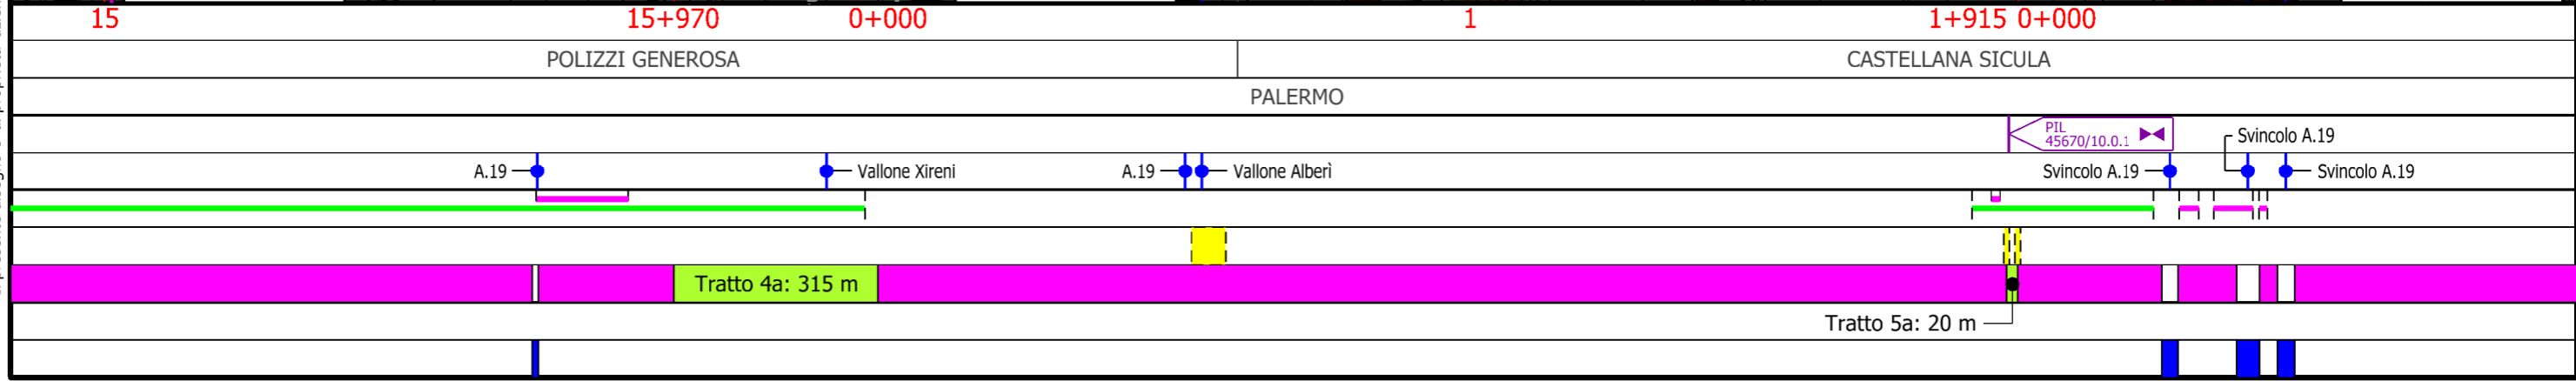 15 15+970 0+000 1 1+915 0+000
POLIZZI GENEROSA CASTELLANA SICULA
PALERMO
PIL
45670/10.0.1
Svincolo A.19
A.19 Vallone Xireni A.19 Vallone Alberì Svincolo A.19 Svincolo A.19
Tratto 4a: 315 m
Tratto 5a: 20 m